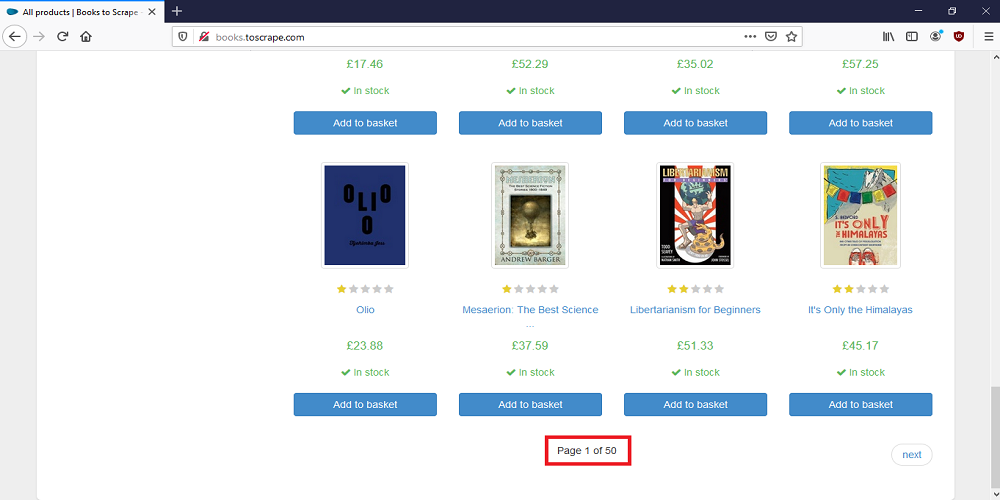 All products | Books to Scrape -
books.toscrape.com
£17.46 £52.29 £35.02 £57.25
In stock In stock In stock In stock
Add to basket Add to basket Add to basket Add to basket
OLIO
MESAERION
THE BEST SCIENCE FICTION
STORIES 1800-1849
ANDREW BARGER
LIBERTARIANISM
FOR BEGINNERS
TODD
SEAVEY
S. BEDFORD
IT'S ONLY
THE
HIMALAYAS
Olio Mesaerion: The Best Science Libertarianism for Beginners It's Only the Himalayas
...
£23.88 £37.59 £51.33 £45.17
In stock In stock In stock In stock
Add to basket Add to basket Add to basket Add to basket
Page 1 of 50
next